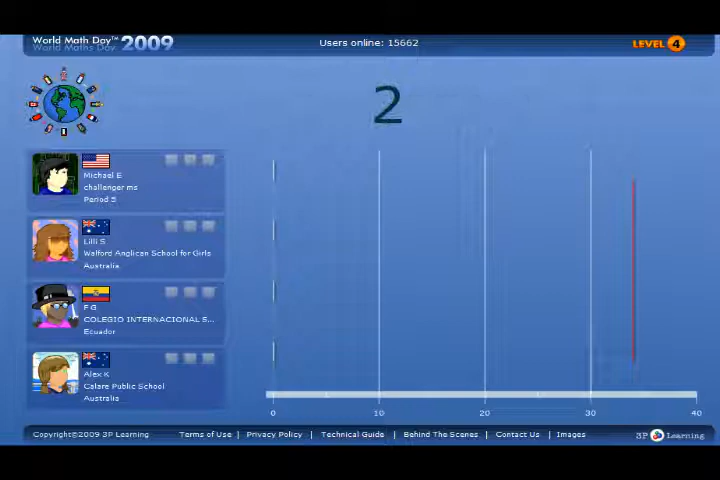 World Math Day™ 2009
World Maths Day
Users online: 15662
LEVEL 4
2
Michael E
challenger ms
Period 5
Lilli S
Walford Anglican School for Girls
Australia
F G
COLEGIO INTERNACIONAL S...
Ecuador
Alex K
Calare Public School
Australia
0 10 20 30 40
Copyright©2009 3P Learning Terms of Use | Privacy Policy | Technical Guide | Behind The Scenes | Contact Us | Images
3P Learning